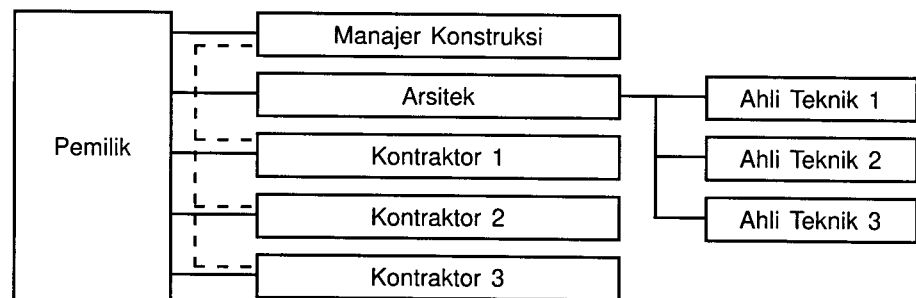 Pemilik
Manajer Konstruksi
Arsitek
Kontraktor 1
Kontraktor 2
Kontraktor 3
Ahli Teknik 1
Ahli Teknik 2
Ahli Teknik 3